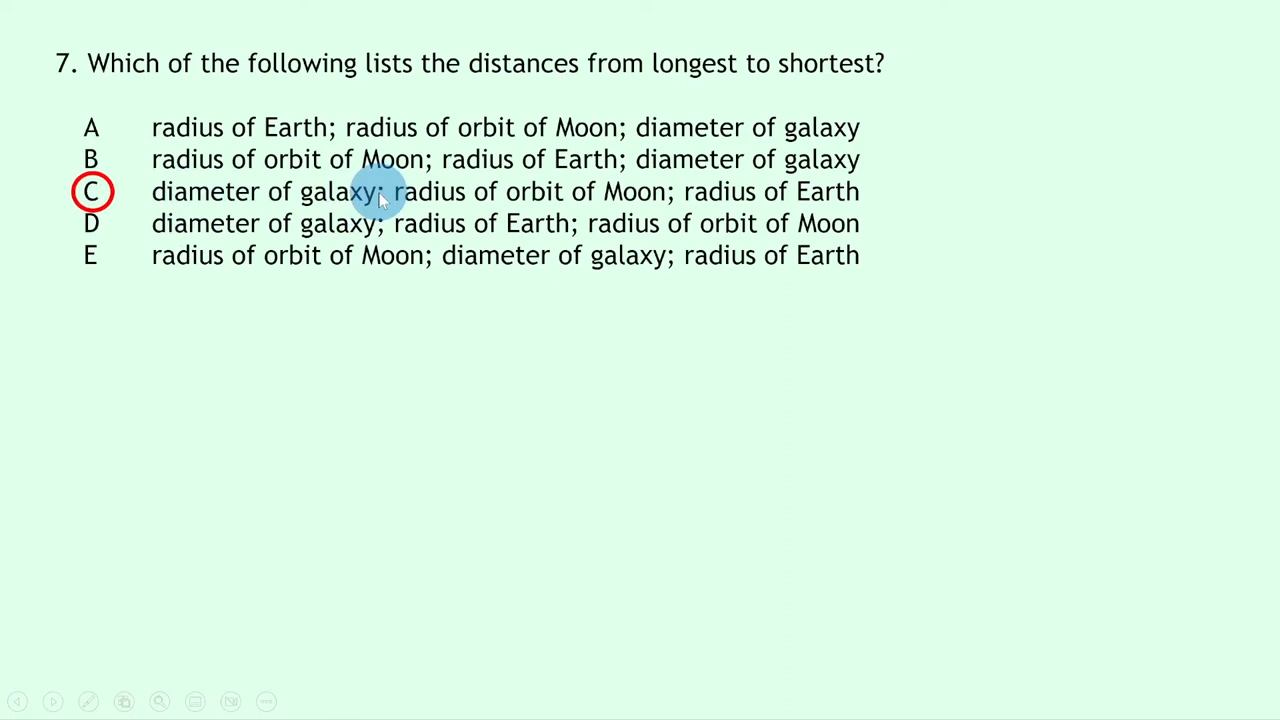 7. Which of the following lists the distances from longest to shortest?
A radius of Earth; radius of orbit of Moon; diameter of galaxy
B radius of orbit of Moon; radius of Earth; diameter of galaxy
C diameter of galaxy; radius of orbit of Moon; radius of Earth
D diameter of galaxy; radius of Earth; radius of orbit of Moon
E radius of orbit of Moon; diameter of galaxy; radius of Earth